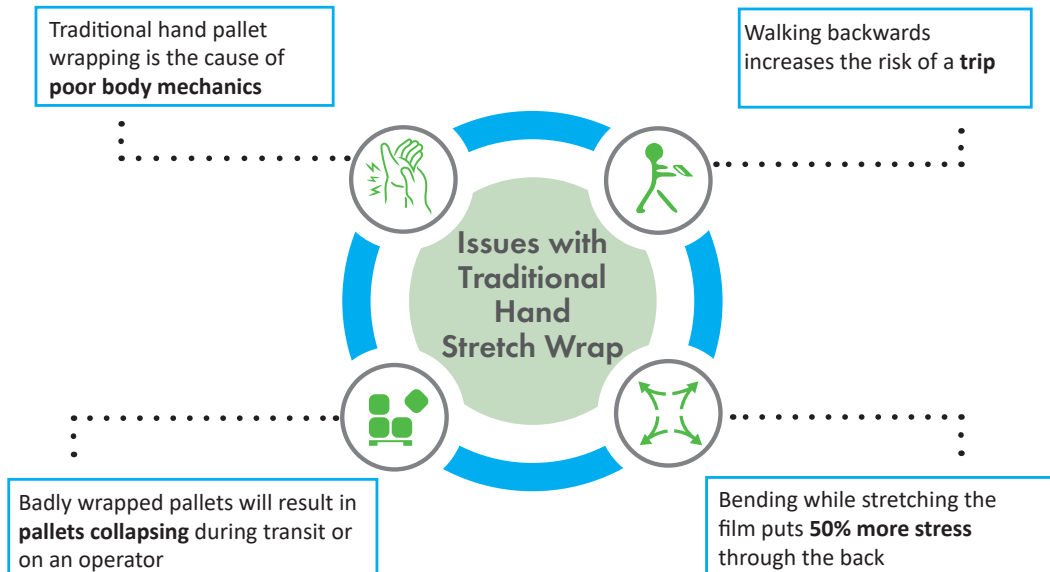 Traditional hand pallet
wrapping is the cause of
poor body mechanics
Walking backwards
increases the risk of a trip
Issues with
Traditional
Hand
Stretch Wrap
Badly wrapped pallets will result in
pallets collapsing during transit or
on an operator
Bending while stretching the
film puts 50% more stress
through the back